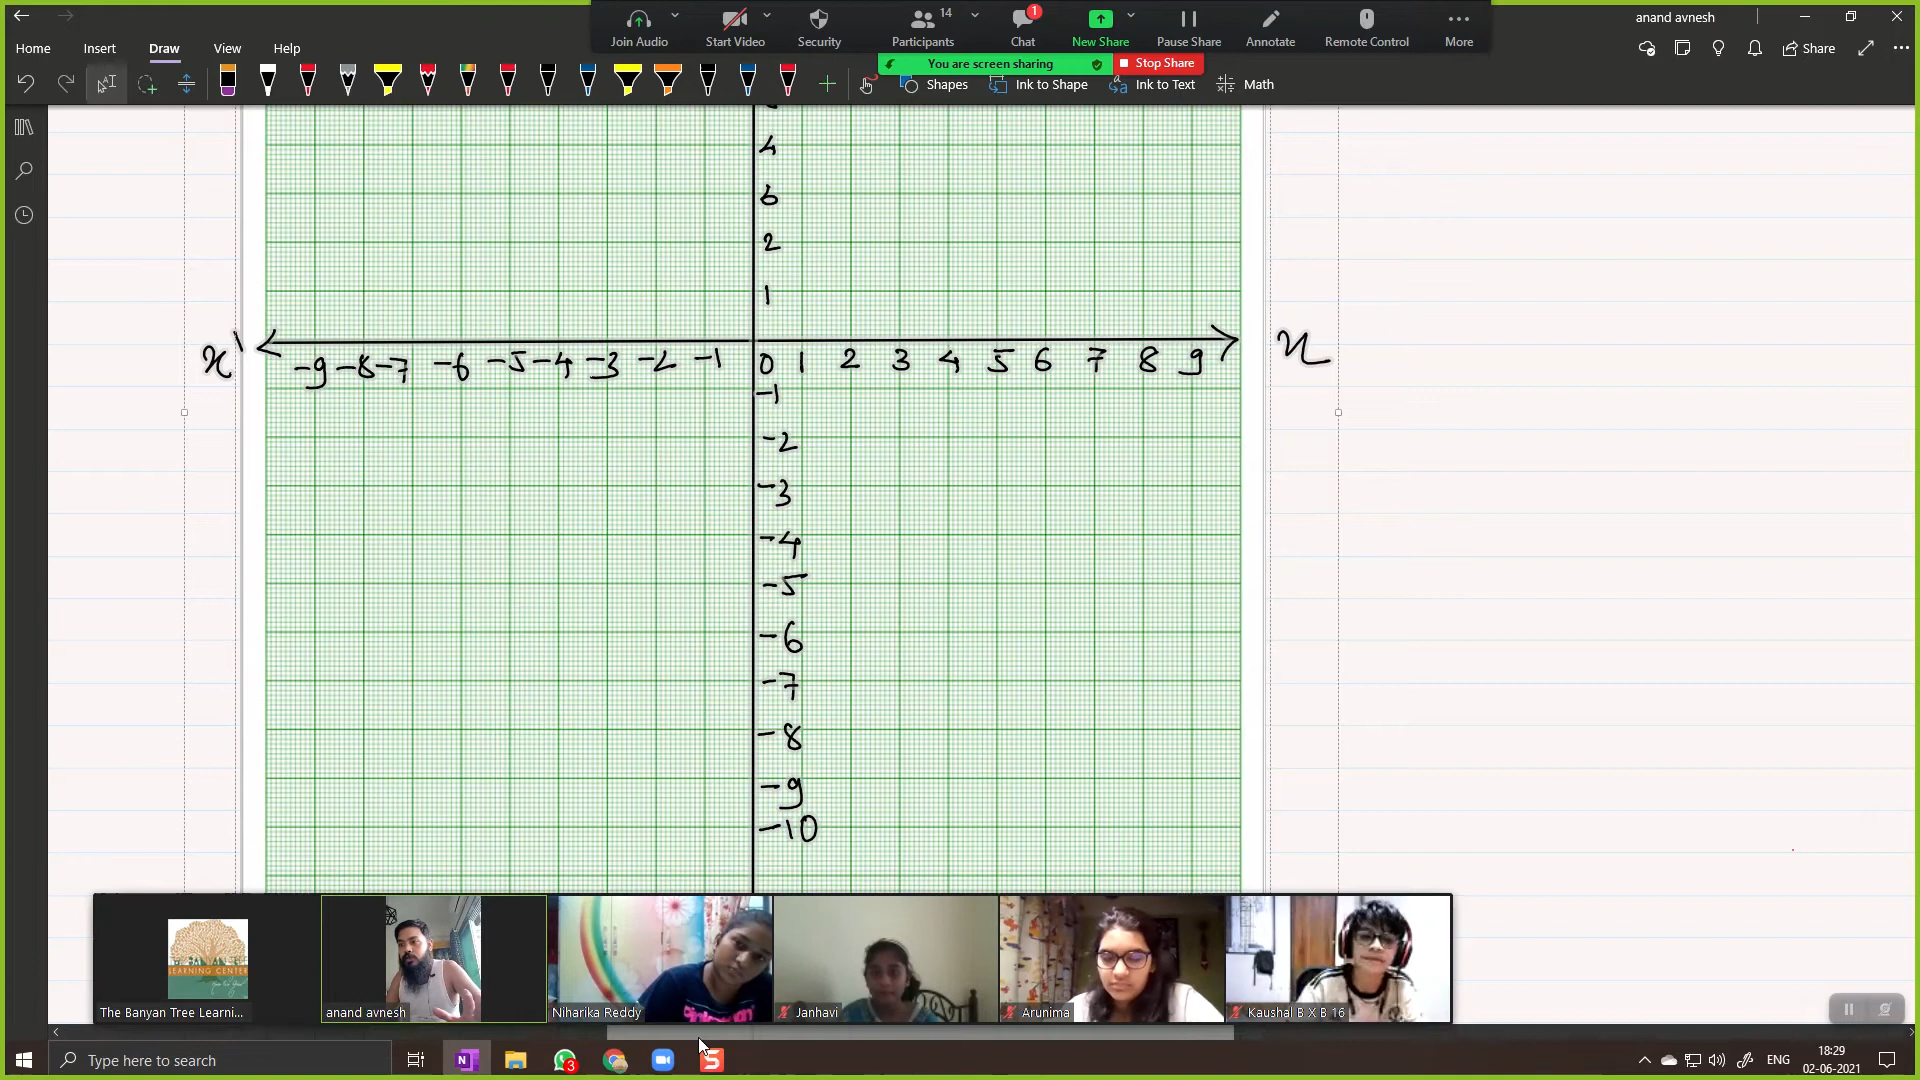 Join Audio
Start Video
Security
Participants 14
Chat 1
New Share
Pause Share
Annotate
Remote Control
More
anand avnesh
You are screen sharing
Stop Share
Home
Insert
Draw
View
Help
Share
Shapes
Ink to Shape
Ink to Text
Math
4
2
1
x'
-9 -8 -7 -6 -5 -4 -3 -2 -1 0 1 2 3 4 5 6 7 8 9
x
-1
-2
-3
-4
-5
-6
-7
-8
-9
-10
LEARNING CENTER
The Banyan Tree Learni...
anand avnesh
Niharika Reddy
Janhavi
Arunima
Kaushal B X B 16
Type here to search
3
ENG
18:29
02-06-2021